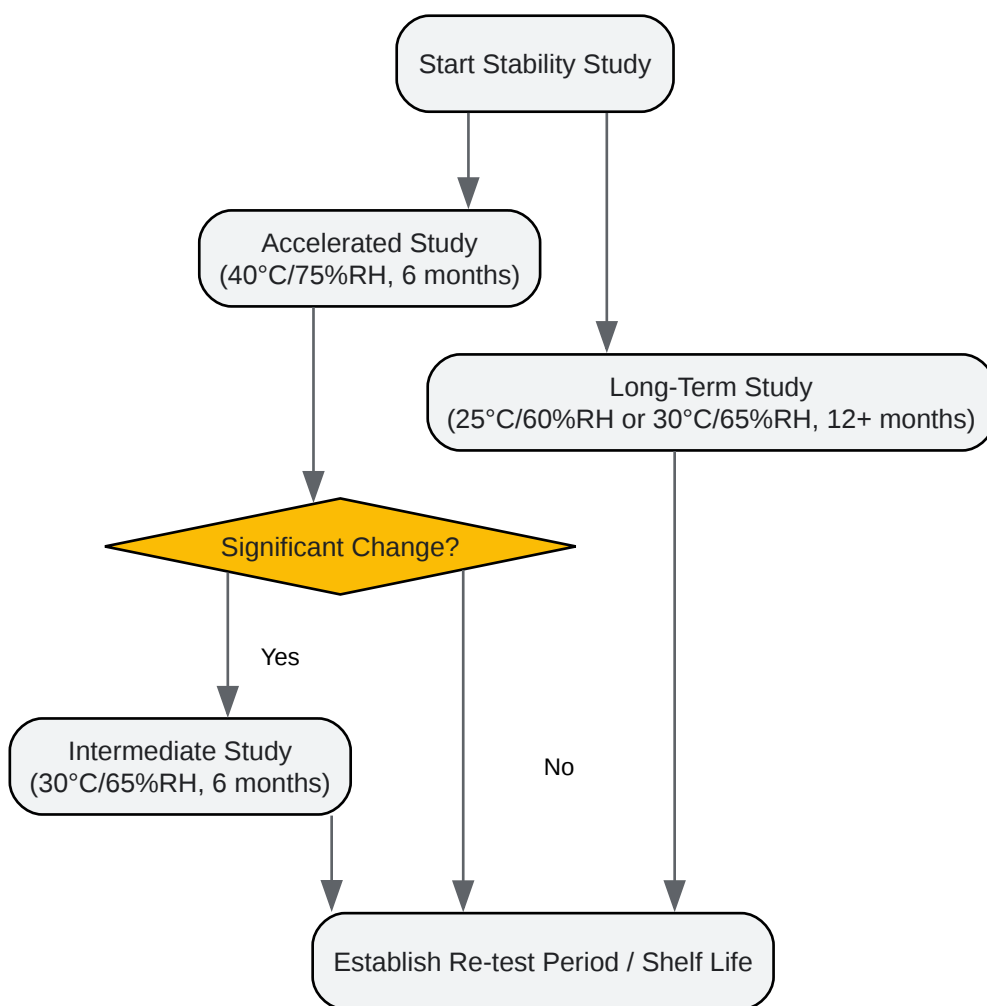 Start Stability Study
Accelerated Study
(40°C/75%RH, 6 months)
Long-Term Study
(25°C/60%RH or 30°C/65%RH, 12+ months)
Significant Change?
Yes
Intermediate Study
(30°C/65%RH, 6 months)
No
Establish Re-test Period / Shelf Life